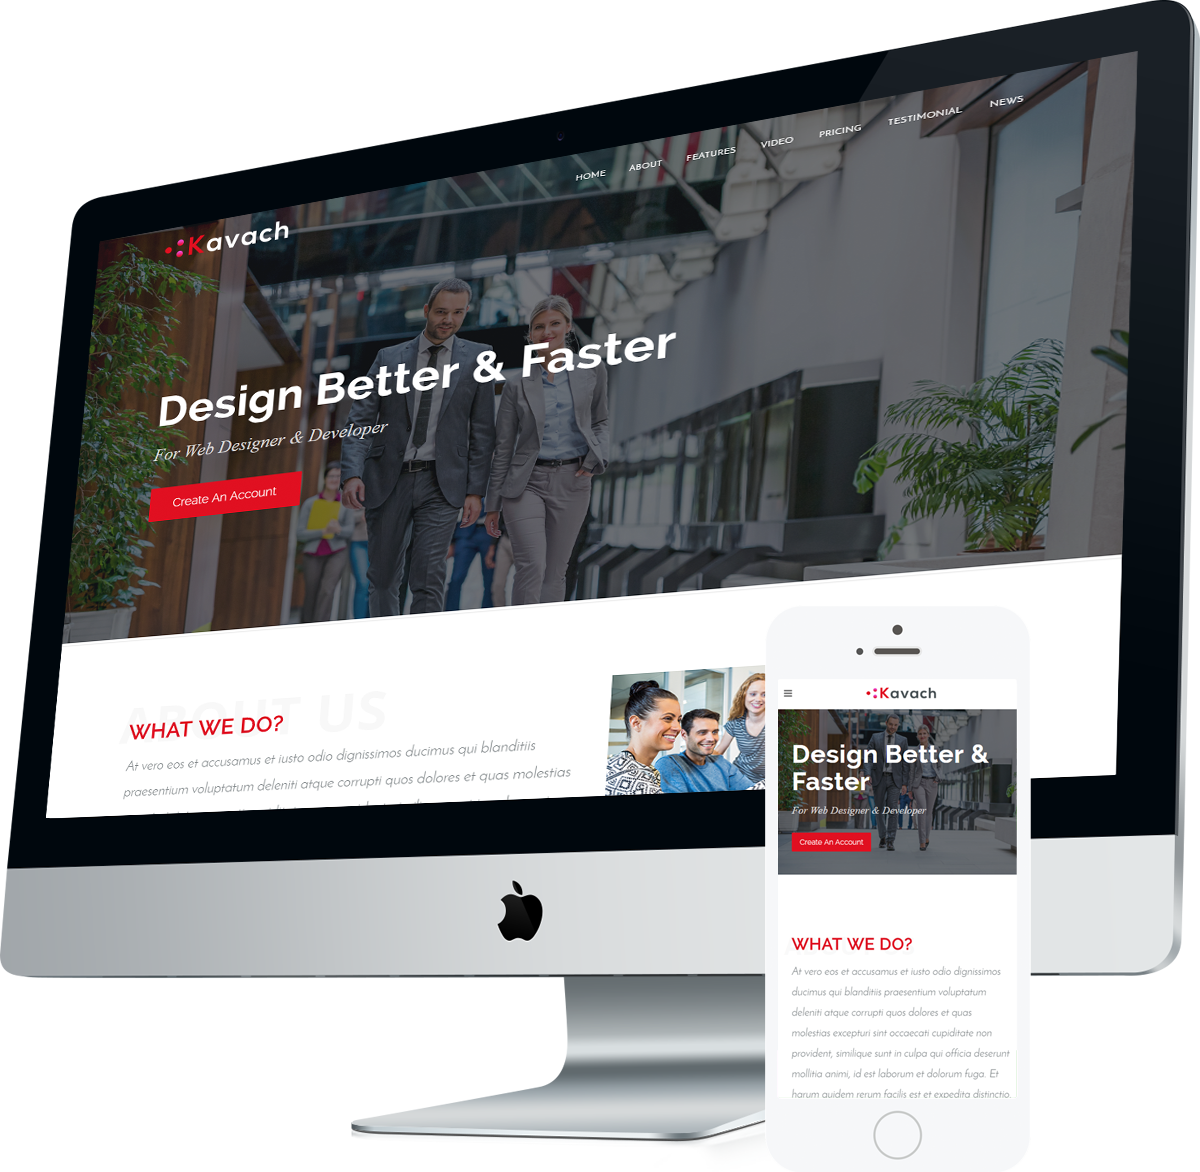 HOME ABOUT FEATURES VIDEO PRICING TESTIMONIAL NEWS
Kavach
Design Better & Faster
For Web Designer & Developer
Create An Account
ABOUT US
WHAT WE DO?
At vero eos et accusamus et iusto odio dignissimos ducimus qui blanditiis
praesentium voluptatum deleniti atque corrupti quos dolores et quas molestias
Kavach
Design Better &
Faster
For Web Designer & Developer
Create An Account
WHAT WE DO?
At vero eos et accusamus et iusto odio dignissimos
ducimus qui blanditiis praesentium voluptatum
deleniti atque corrupti quos dolores et quas
molestias excepturi sint occaecati cupiditate non
provident, similique sunt in culpa qui officia deserunt
mollitia animi, id est laborum et dolorum fuga. Et
harum quidem rerum facilis est et expedita distinctio.